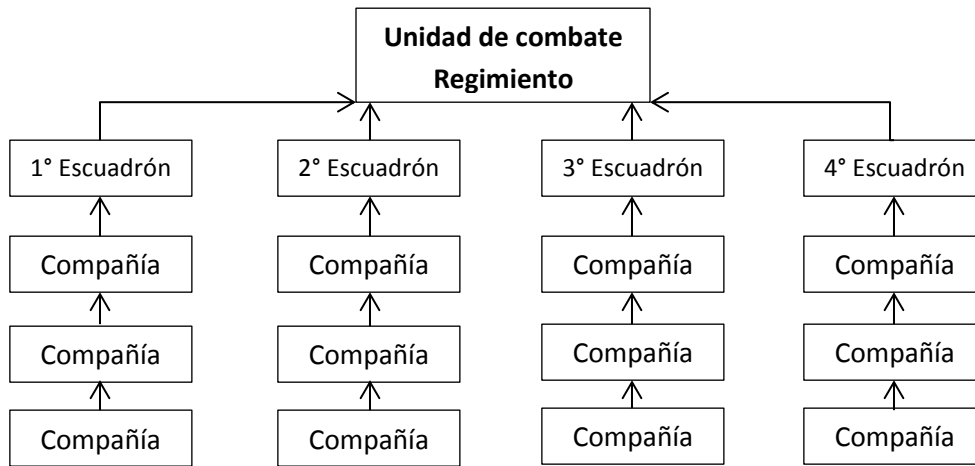 Unidad de combate
Regimiento
1° Escuadrón
2° Escuadrón
3° Escuadrón
4° Escuadrón
Compañía
Compañía
Compañía
Compañía
Compañía
Compañía
Compañía
Compañía
Compañía
Compañía
Compañía
Compañía